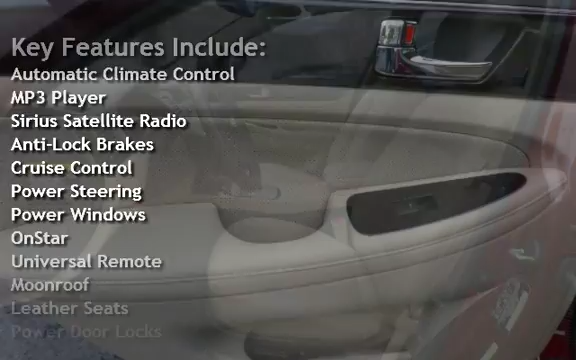 Key Features Include:
Automatic Climate Control
MP3 Player
Sirius Satellite Radio
Anti-Lock Brakes
Cruise Control
Power Steering
Power Windows
OnStar
Universal Remote
Moonroof
Leather Seats
Power Door Locks